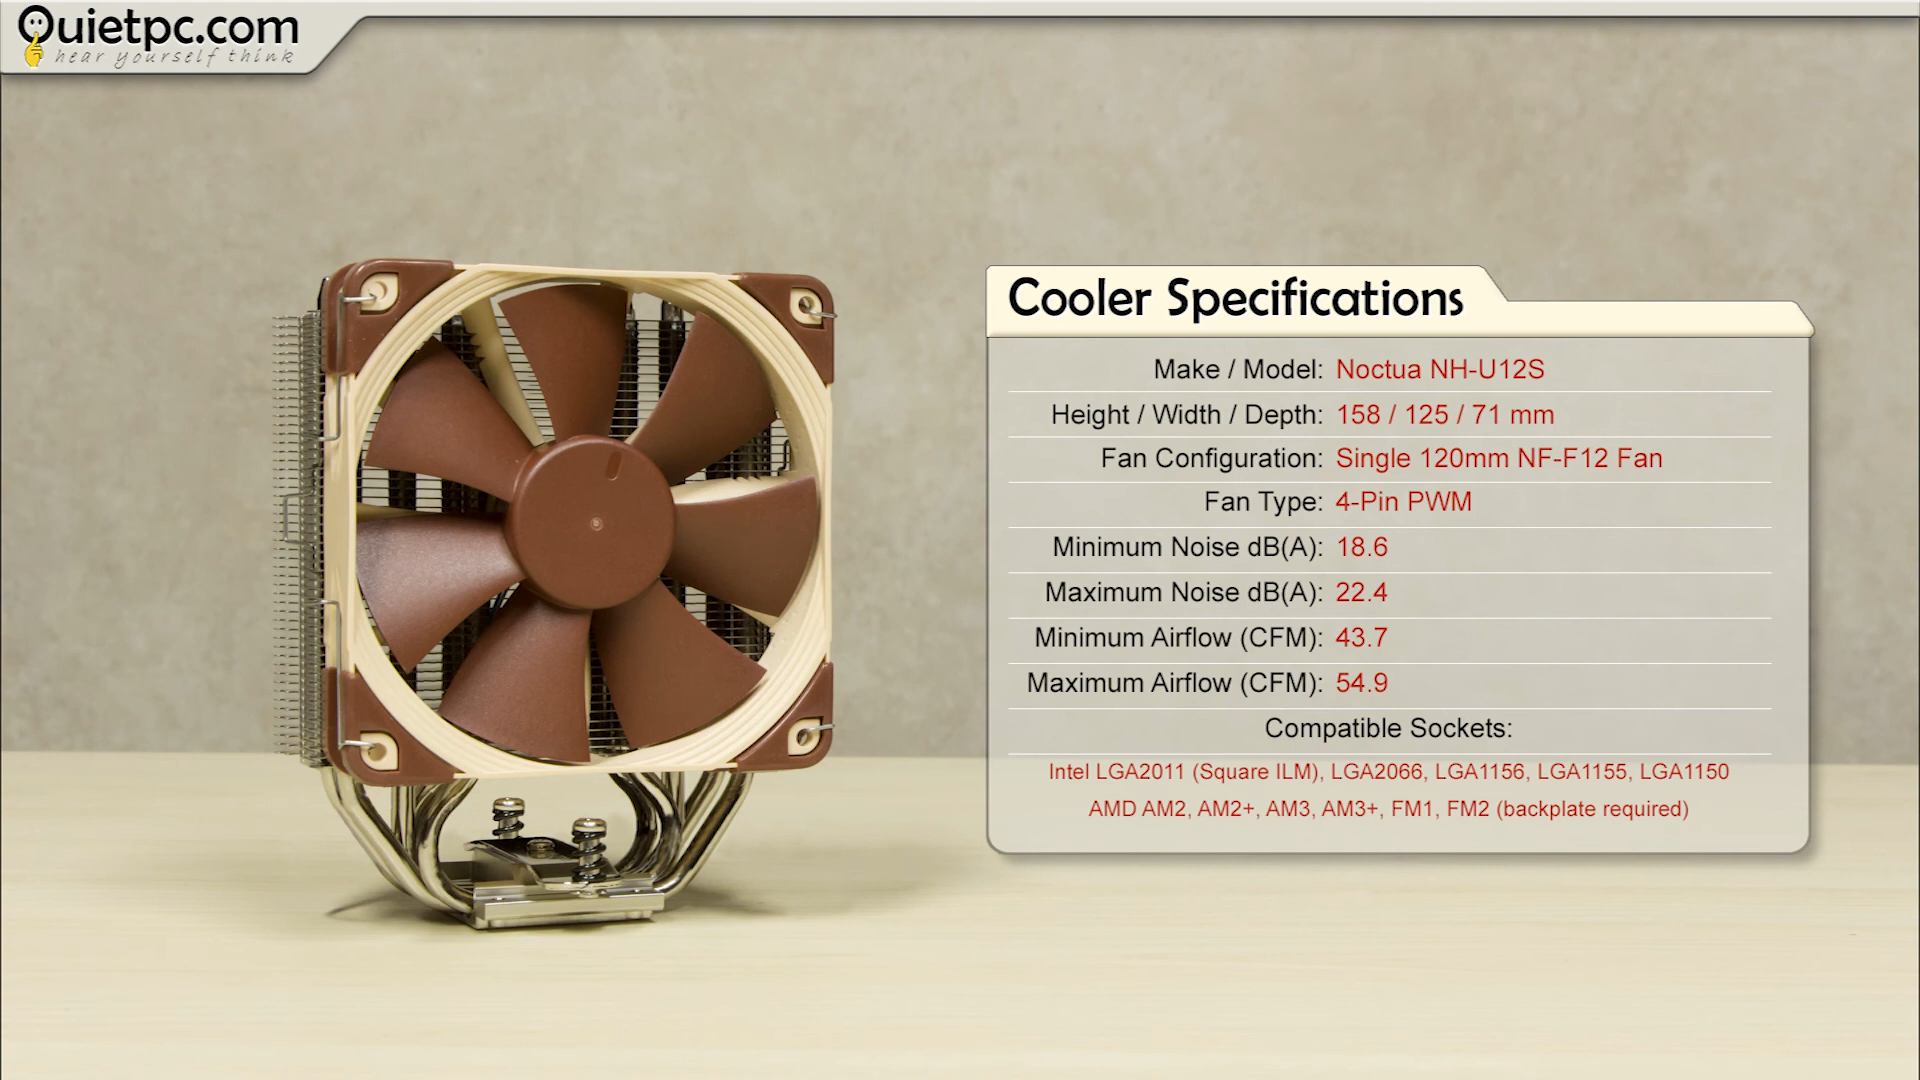 Quietpc.com
hear yourself think
Cooler Specifications
Make / Model: Noctua NH-U12S
Height / Width / Depth: 158 / 125 / 71 mm
Fan Configuration: Single 120mm NF-F12 Fan
Fan Type: 4-Pin PWM
Minimum Noise dB(A): 18.6
Maximum Noise dB(A): 22.4
Minimum Airflow (CFM): 43.7
Maximum Airflow (CFM): 54.9
Compatible Sockets:
Intel LGA2011 (Square ILM), LGA2066, LGA1156, LGA1155, LGA1150
AMD AM2, AM2+, AM3, AM3+, FM1, FM2 (backplate required)